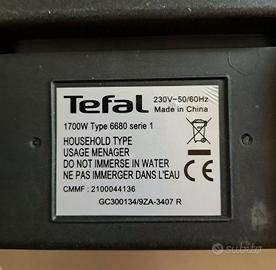 Tefal
230V~50/60Hz
Made in China
1700W Type 6680 serie 1
HOUSEHOLD TYPE
USAGE MENAGER
DO NOT IMMERSE IN WATER
NE PAS IMMERGER
DANS L'EAU
CE
CMMF : 2100044136
GC300134/9ZA-3407 R
subito